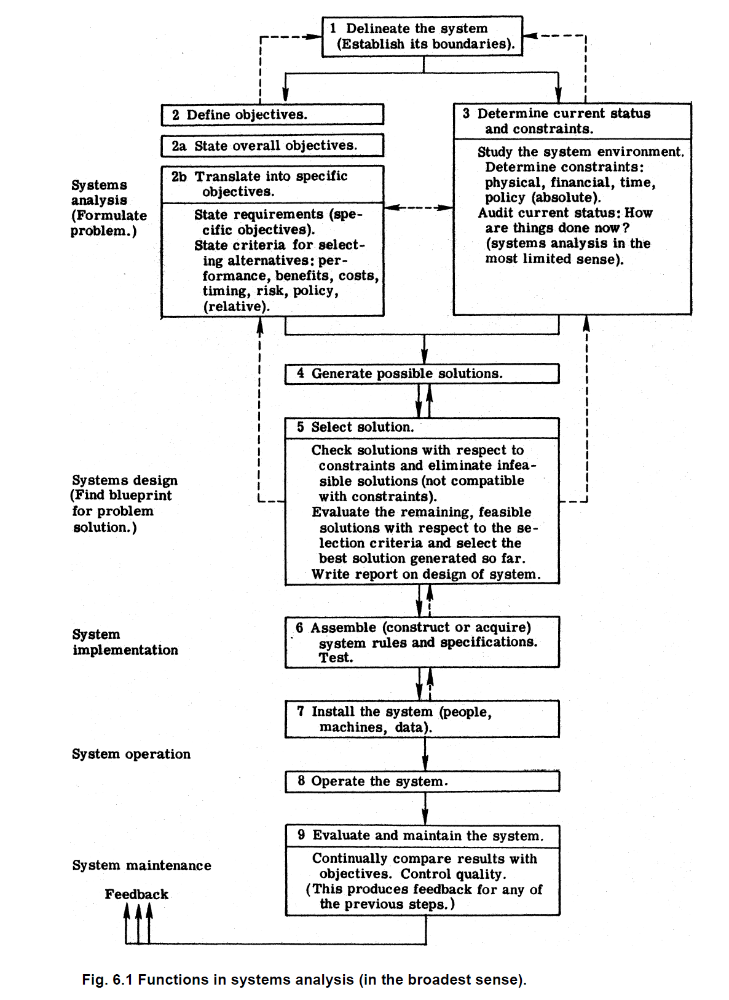 1 Delineate the system
(Establish its boundaries).
2 Define objectives.
2a State overall objectives.
2b Translate into specific
objectives.
State requirements (spe-
cific objectives).
State criteria for select-
ing alternatives: per-
formance, benefits, costs,
timing, risk, policy,
(relative).
3 Determine current status
and constraints.
Study the system environment.
Determine constraints:
physical, financial, time,
policy (absolute).
Audit current status: How
are things done now?
(systems analysis in the
most limited sense).
Systems
analysis
(Formulate
problem.)
4 Generate possible solutions.
5 Select solution.
Check solutions with respect to
constraints and eliminate infea-
sible solutions (not compatible
with constraints).
Evaluate the remaining, feasible
solutions with respect to the se-
lection criteria and select the
best solution generated so far.
Write report on design of system.
Systems design
(Find blueprint
for problem
solution.)
System
implementation
6 Assemble (construct or acquire)
system rules and specifications.
Test.
7 Install the system (people,
machines, data).
System operation
8 Operate the system.
9 Evaluate and maintain the system.
Continually compare results with
objectives. Control quality.
(This produces feedback for any of
the previous steps.)
System maintenance
Feedback
Fig. 6.1 Functions in systems analysis (in the broadest sense).